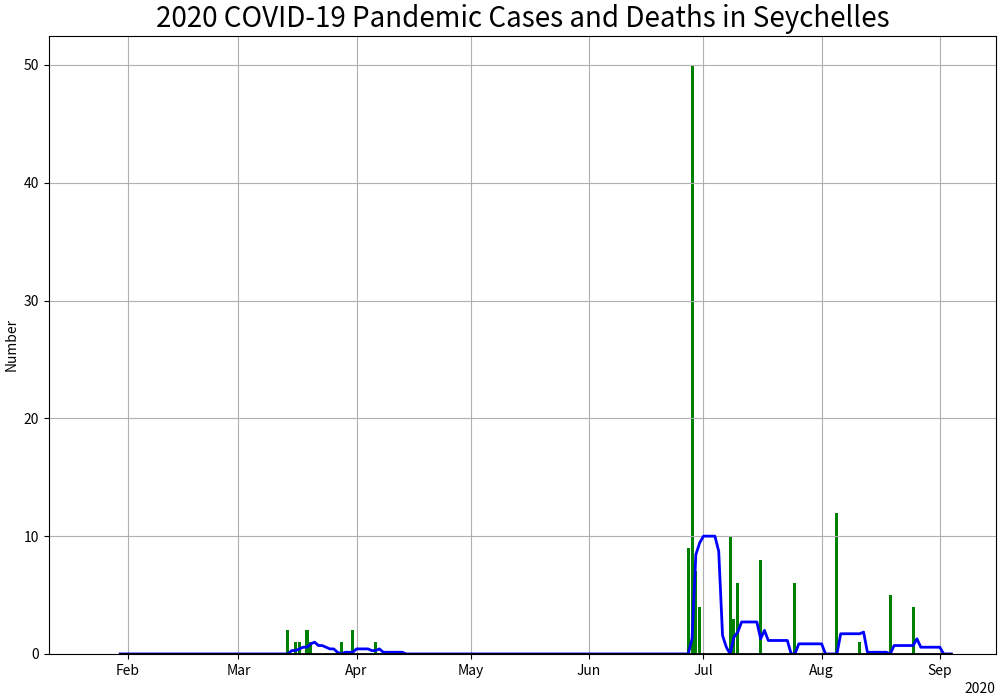 2020 COVID-19 Pandemic Cases and Deaths in Seychelles
Number
50
40
30
20
10
0
Feb Mar Apr May Jun Jul Aug Sep
2020